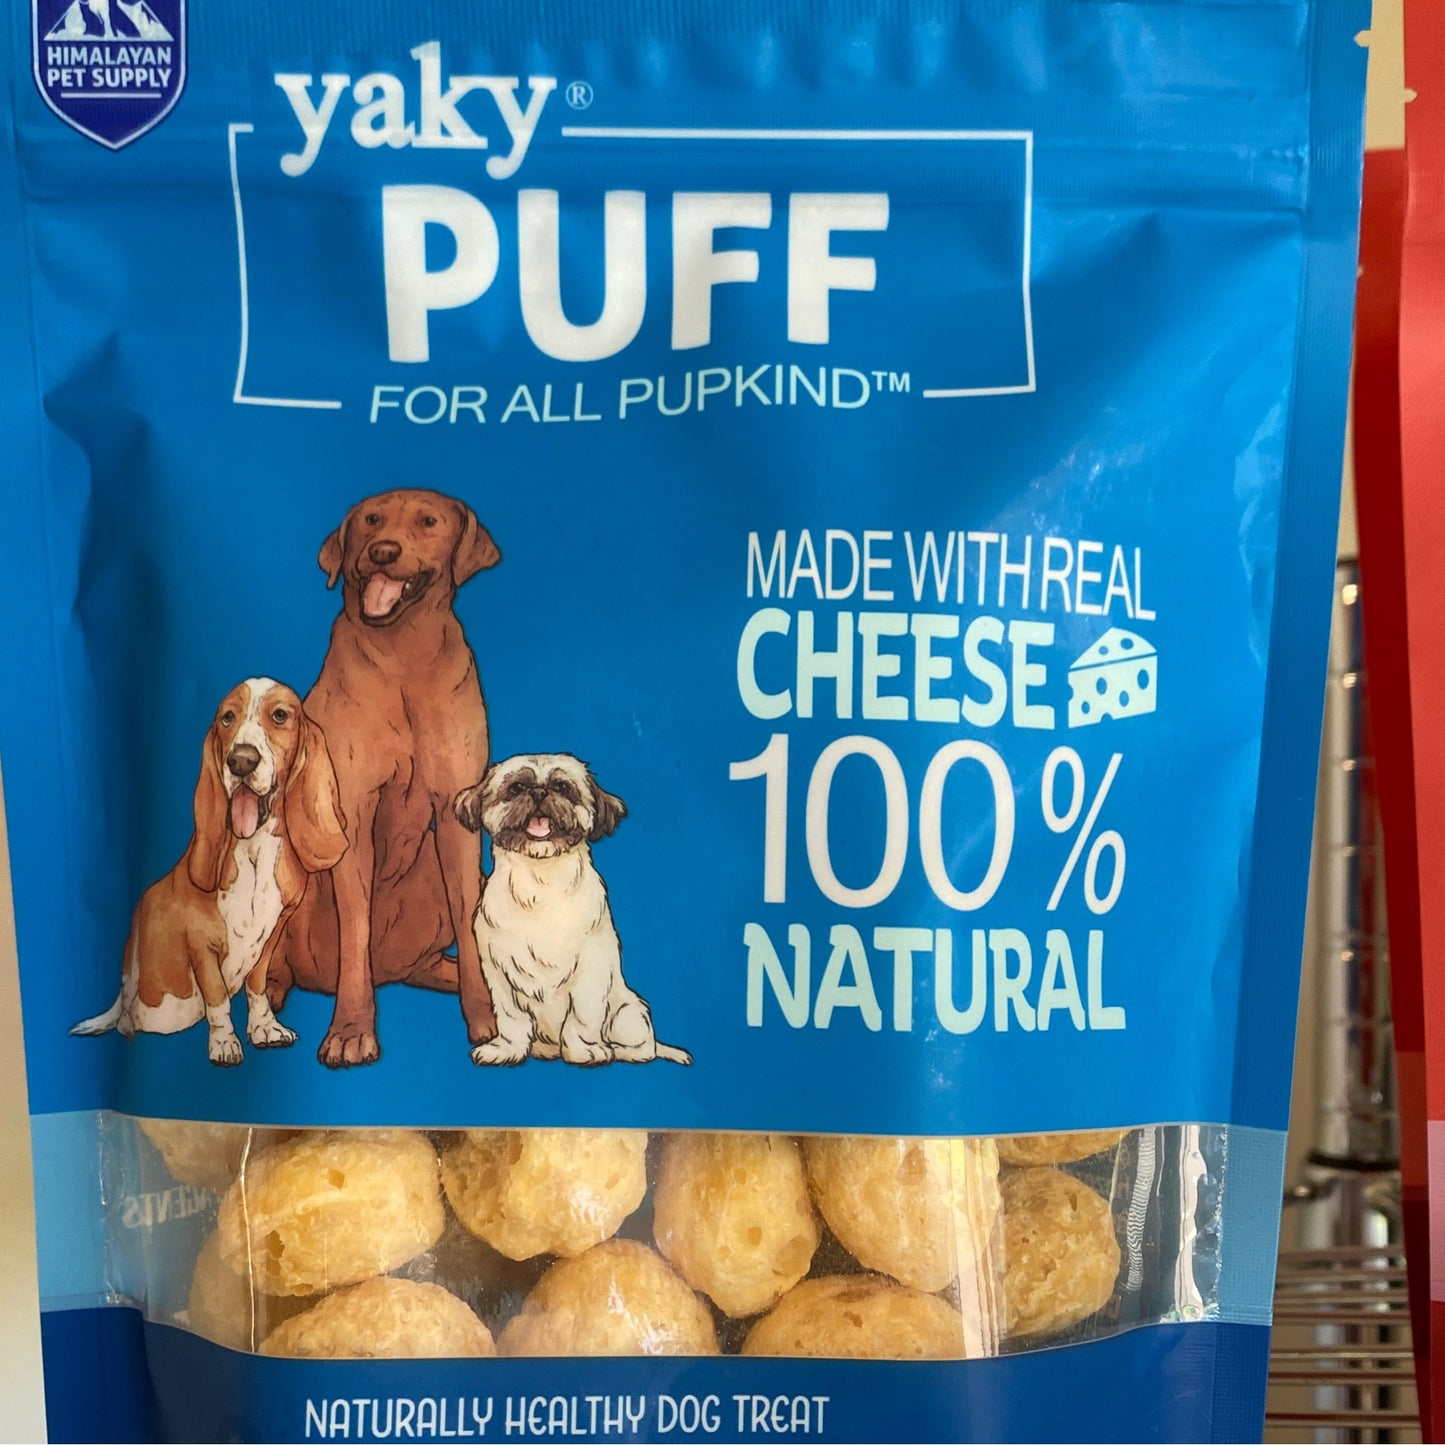 HIMALAYAN
PET SUPPLY
yaky®
PUFF
FOR ALL PUPKIND™
MADE WITH REAL
CHEESE
100%
NATURAL
NATURALLY HEALTHY DOG TREAT